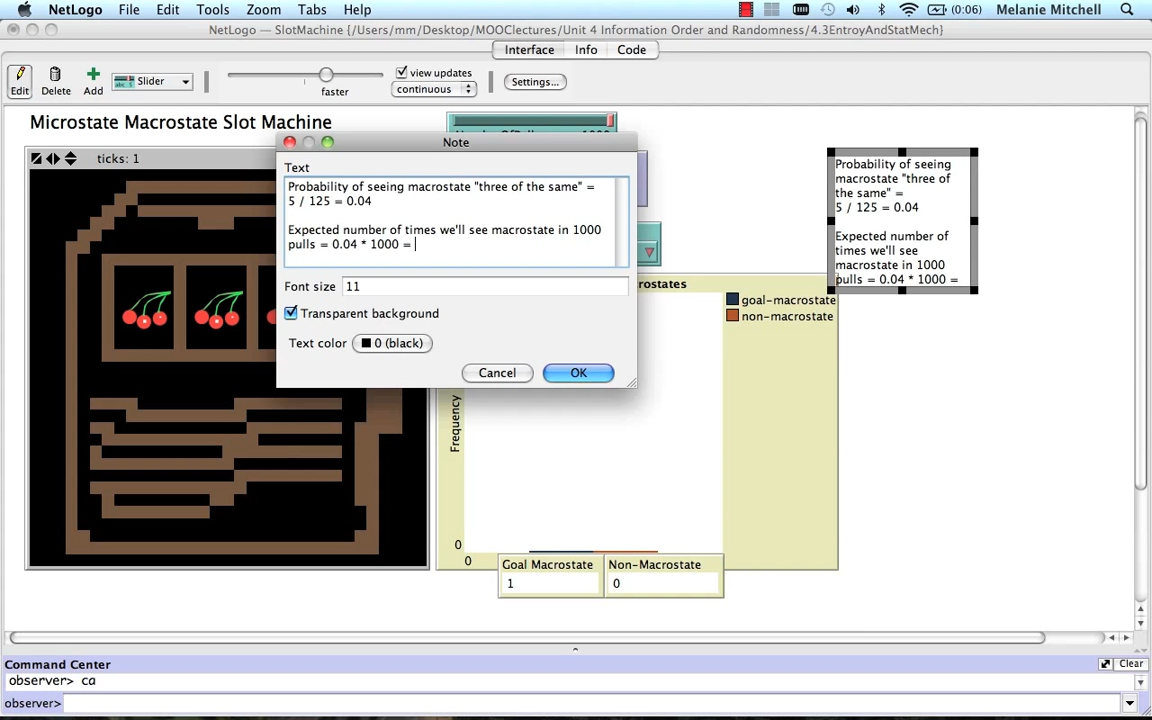 NetLogo File Edit Tools Zoom Tabs Help (0:06) Melanie Mitchell
NetLogo — SlotMachine {/Users/mm/Desktop/MOOClectures/Unit 4 Information Order and Randomness/4.3EntroyAndStatMech}
Interface Info Code
Edit Delete Add Slider faster view updates
continuous Settings...
Microstate Macrostate Slot Machine
ticks: 1
Note
Text
Probability of seeing macrostate "three of the same" =
5 / 125 = 0.04
Expected number of times we'll see macrostate in 1000
pulls = 0.04 * 1000 =
Font size 11
Transparent background
Text color 0 (black)
Cancel OK
Probability of seeing
macrostate "three of
the same" =
5 / 125 = 0.04
Expected number of
times we'll see
macrostate in 1000
pulls = 0.04 * 1000 =
goal-macrostate
non-macrostate
Frequency
0
0
Goal Macrostate Non-Macrostate
1 0
Command Center Clear
observer> ca
observer>